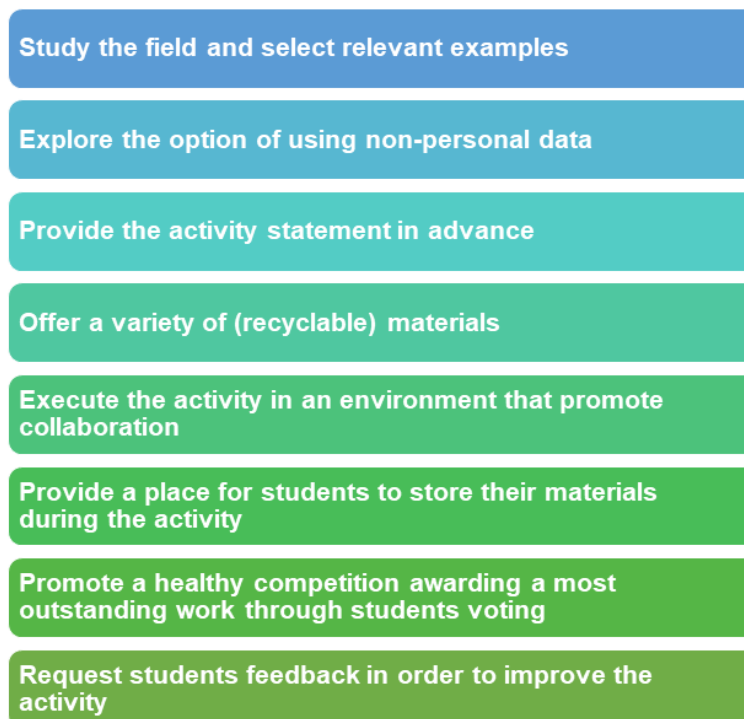 Study the field and select relevant examples
Explore the option of using non-personal data
Provide the activity statement in advance
Offer a variety of (recyclable) materials
Execute the activity in an environment that promote
collaboration
Provide a place for students to store their materials
during the activity
Promote a healthy competition awarding a most
outstanding work through students voting
Request students feedback in order to improve the
activity